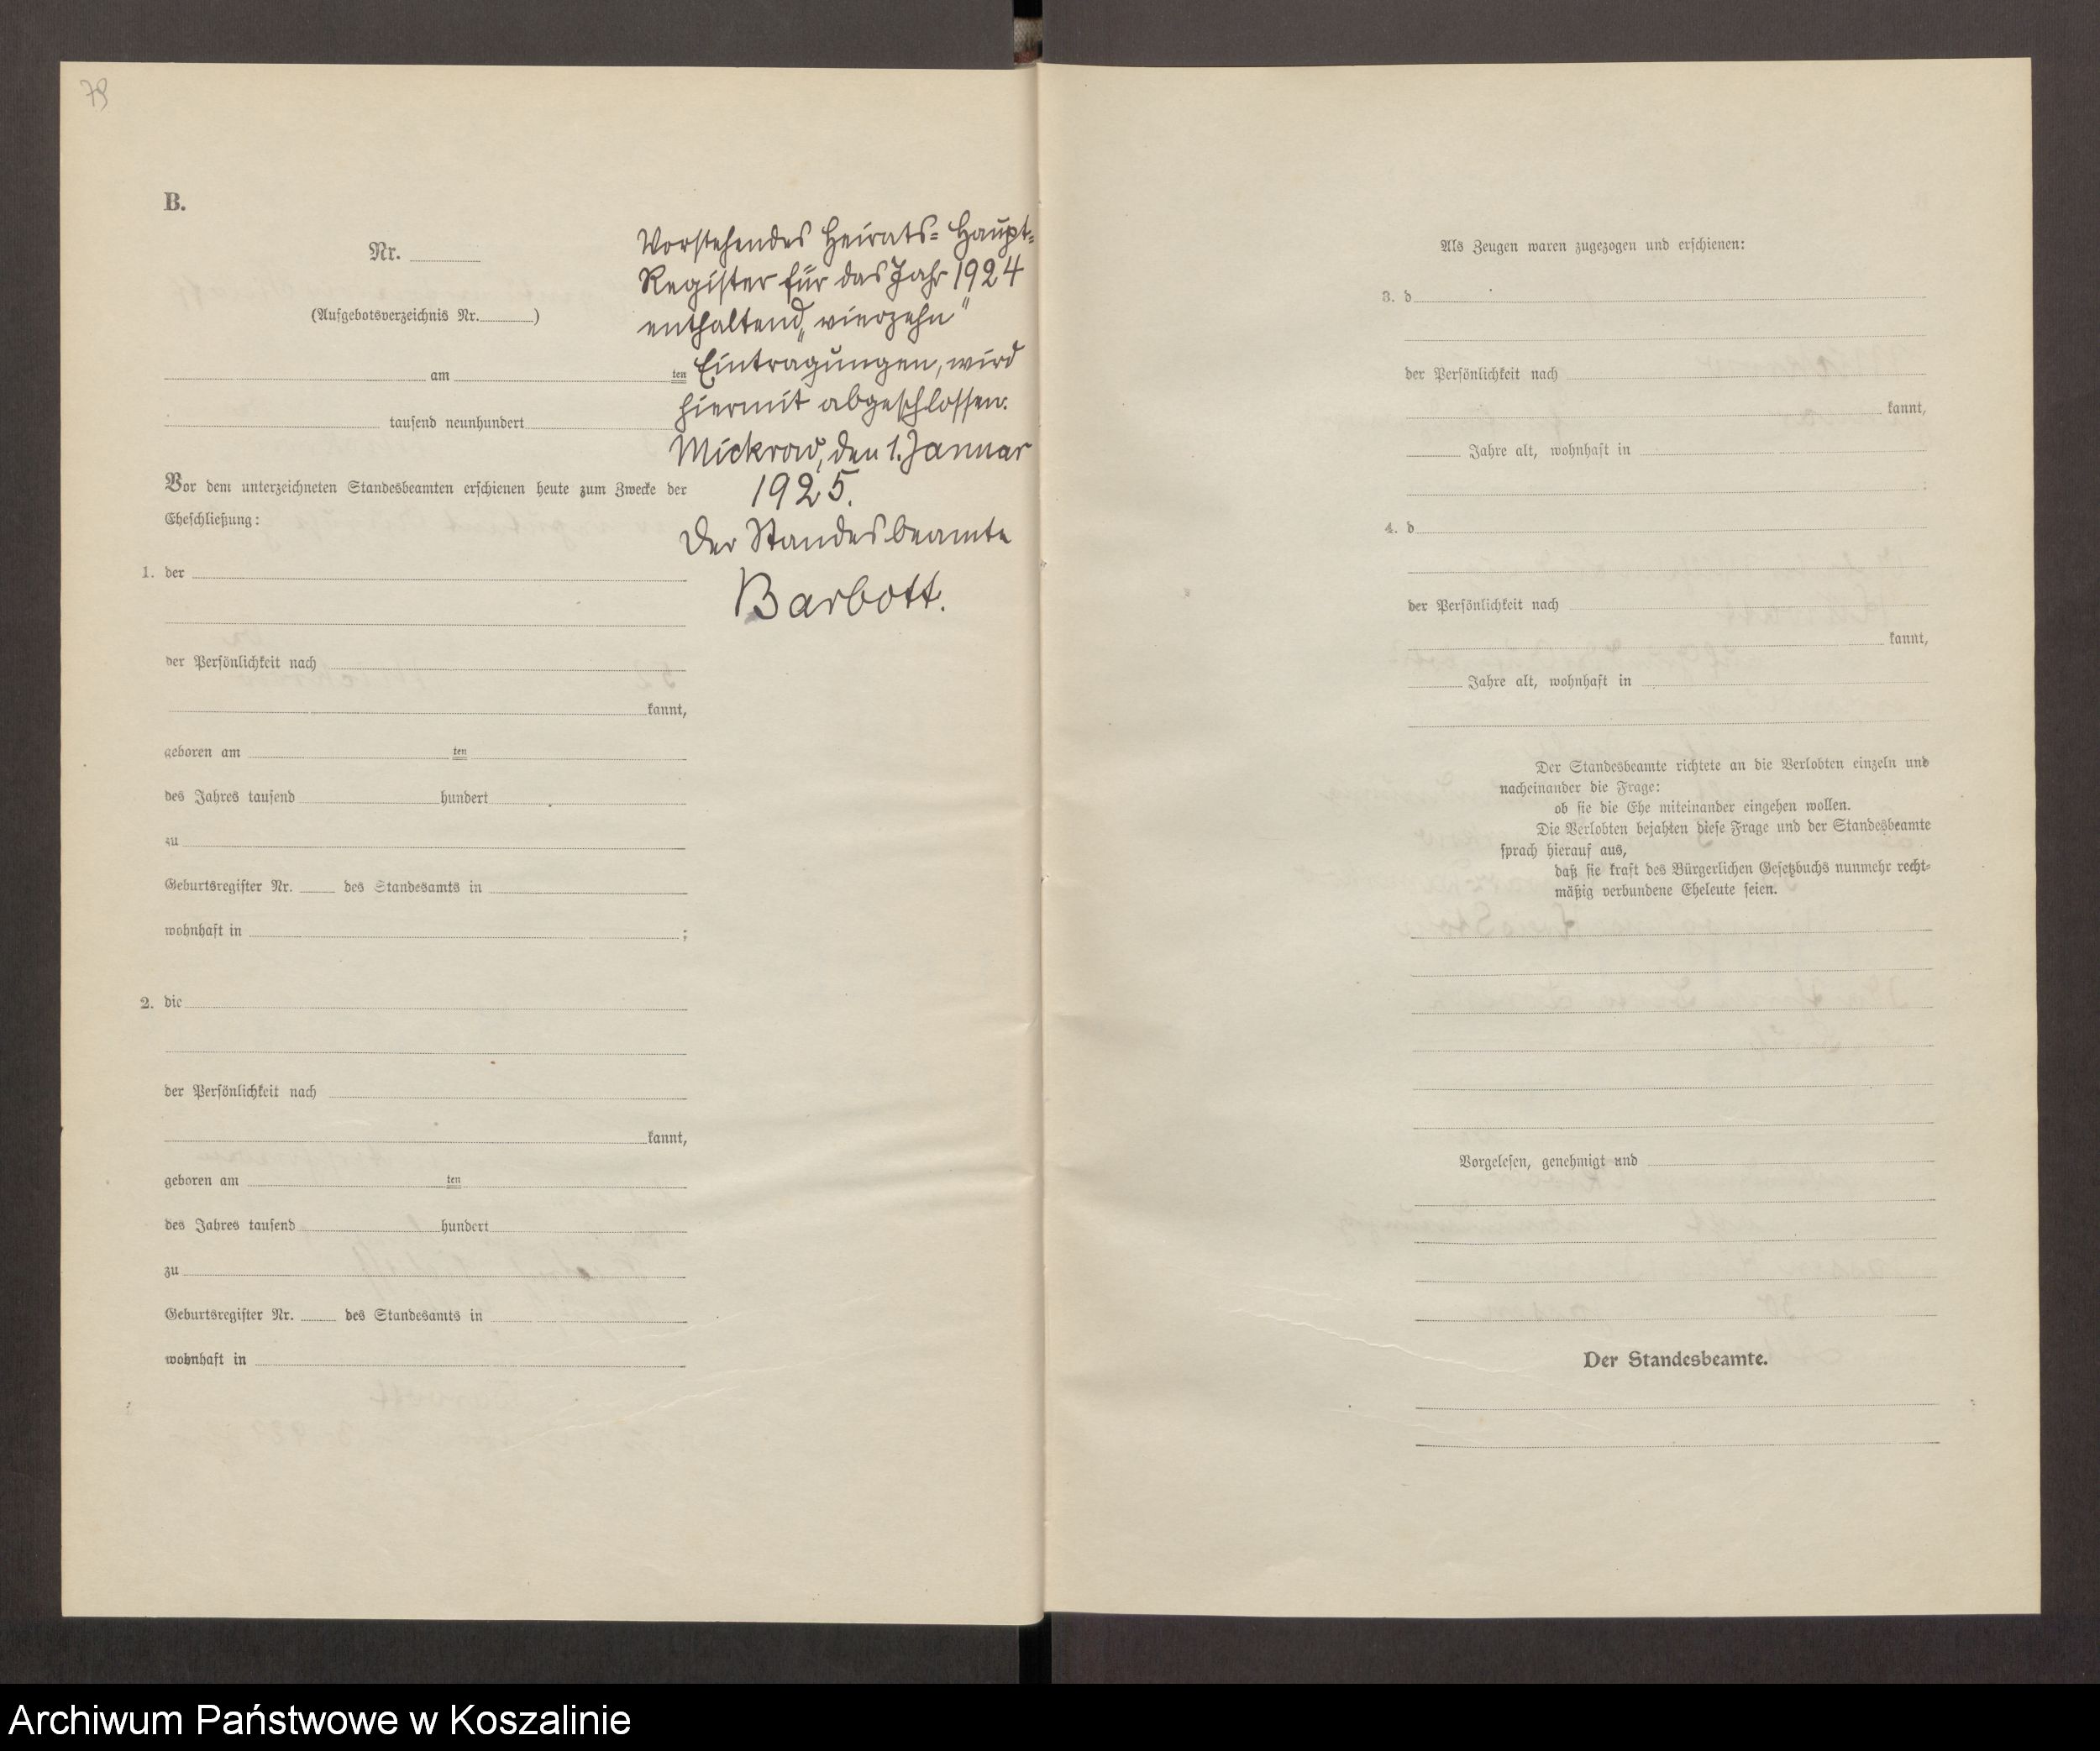 79
B.
Nr.
(Aufgebotsverzeichnis Nr. )
am ten
tausend neunhundert
Vor dem unterzeichneten Standesbeamten erschienen heute zum Zwecke der
Eheschließung:
1. der
der Persönlichkeit nach
kannt,
geboren am ten
des Jahres tausend hundert
zu
Geburtsregister Nr. des Standesamts in
wohnhaft in ;
2. die
der Persönlichkeit nach
kannt,
geboren am ten
des Jahres tausend hundert
zu
Geburtsregister Nr. des Standesamts in
wohnhaft in
Vorstehendes Heirats= Haupt=
Register für das Jahr 1924
enthaltend „vierzehn“
Eintragungen, wird
hiermit abgeschlossen.
Mickrow, den 1. Januar
1925.
Der Standesbeamte
Barbott.
Als Zeugen waren zugezogen und erschienen:
3. d
der Persönlichkeit nach
kannt,
Jahre alt, wohnhaft in
;
4. d
der Persönlichkeit nach
kannt,
Jahre alt, wohnhaft in
Der Standesbeamte richtete an die Verlobten einzeln und
nacheinander die Frage:
ob sie die Ehe miteinander eingehen wollen.
Die Verlobten bejahten diese Frage und der Standesbeamte
sprach hierauf aus,
daß sie kraft des Bürgerlichen Gesetzbuchs nunmehr recht=
mäßig verbundene Eheleute seien.
Vorgelesen, genehmigt und
Der Standesbeamte.
Archiwum Państwowe w Koszalinie